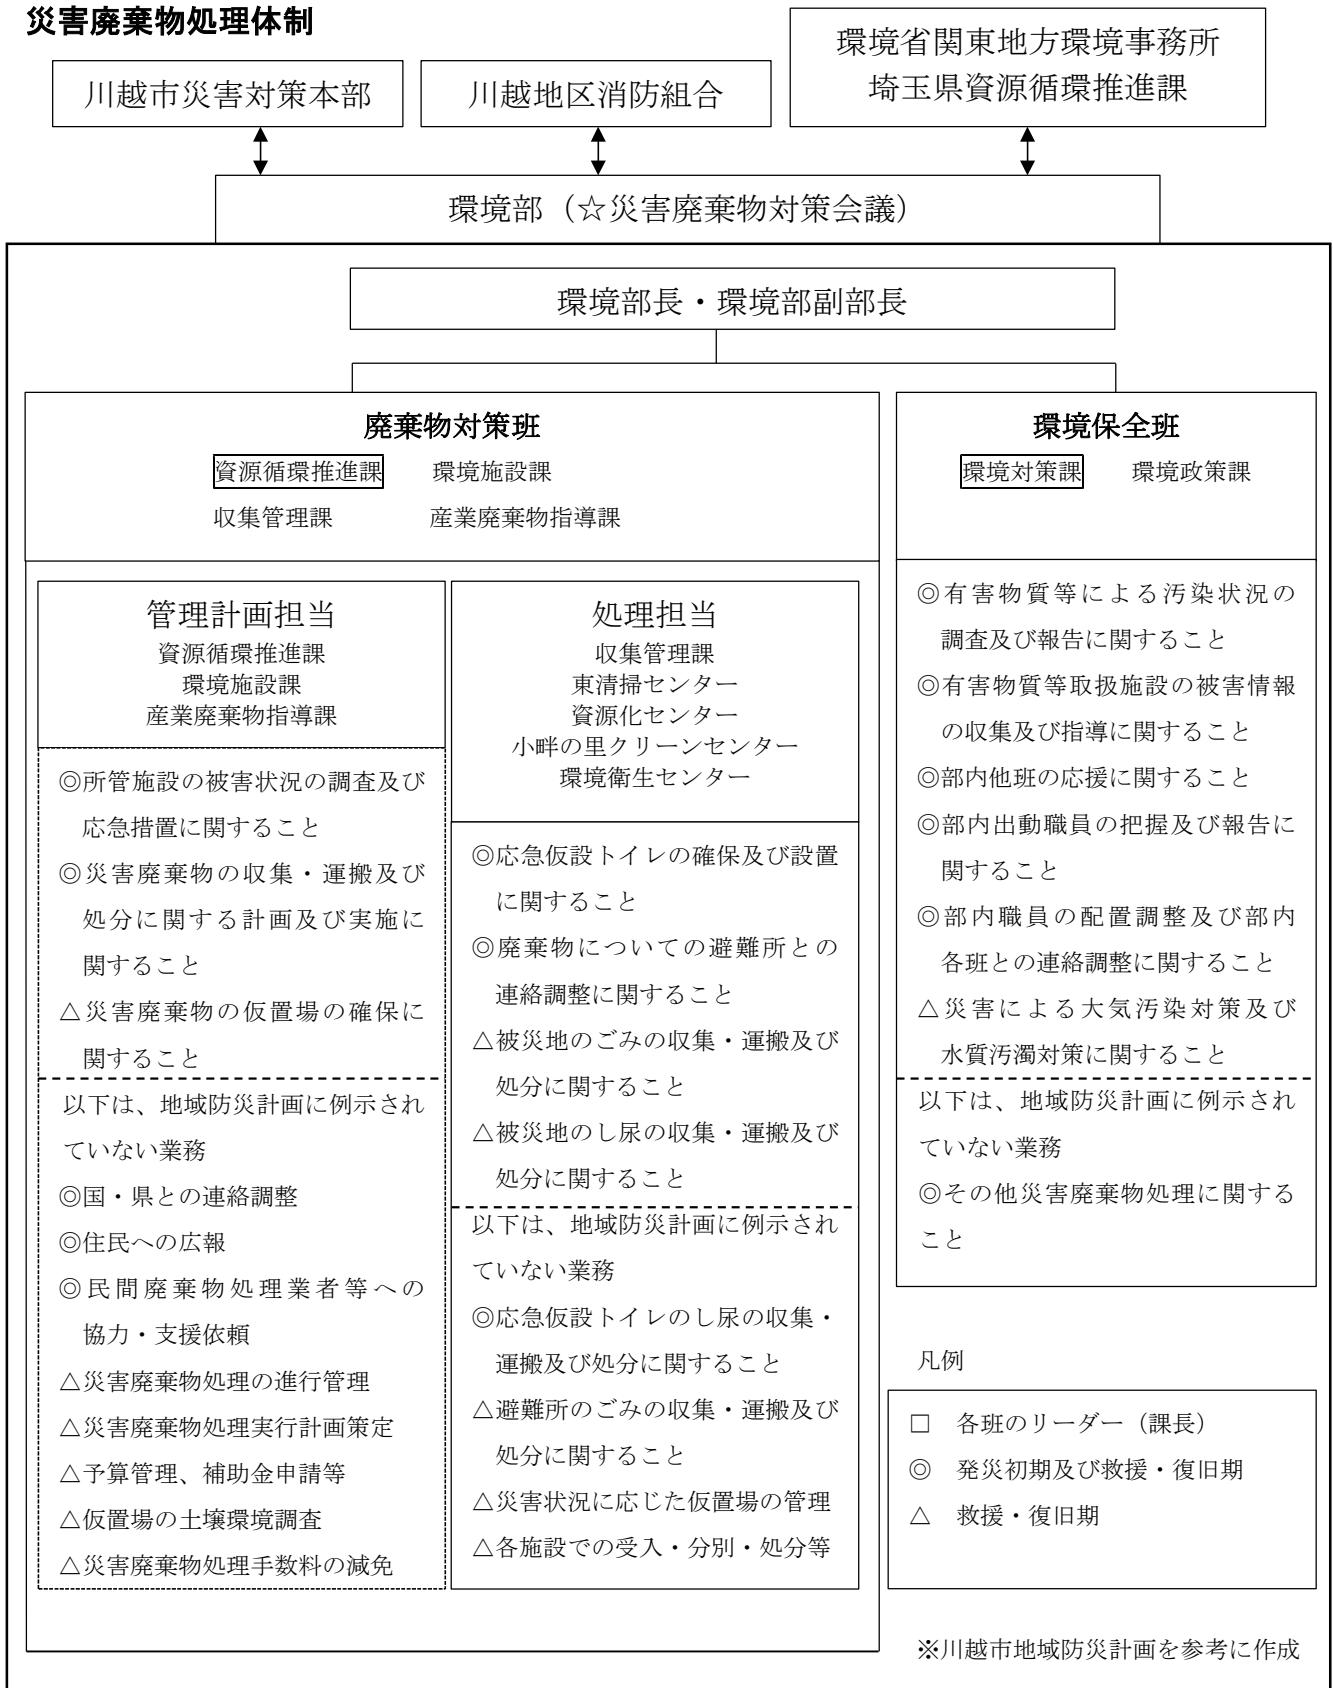 災害廃棄物処理体制
川越市災害対策本部
川越地区消防組合
環境省関東地方環境事務所
埼玉県資源循環推進課
環境部（☆災害廃棄物対策会議）
環境部長・環境部副部長
廃棄物対策班
資源循環推進課 環境施設課
収集管理課 産業廃棄物指導課
管理計画担当
資源循環推進課
環境施設課
産業廃棄物指導課
◎所管施設の被害状況の調査及び
応急措置に関すること
◎災害廃棄物の収集・運搬及び
処分に関する計画及び実施に
関すること
△災害廃棄物の仮置場の確保に
関すること
以下は、地域防災計画に例示され
ていない業務
◎国・県との連絡調整
◎住民への広報
◎民間廃棄物処理業者等への
協力・支援依頼
△災害廃棄物処理の進行管理
△災害廃棄物処理実行計画策定
△予算管理、補助金申請等
△仮置場の土壌環境調査
△災害廃棄物処理手数料の減免
処理担当
収集管理課
東清掃センター
資源化センター
小畔の里クリーンセンター
環境衛生センター
◎応急仮設トイレの確保及び設置
に関すること
◎廃棄物についての避難所との
連絡調整に関すること
△被災地のごみの収集・運搬及び
処分に関すること
△被災地のし尿の収集・運搬及び
処分に関すること
以下は、地域防災計画に例示され
ていない業務
◎応急仮設トイレのし尿の収集・
運搬及び処分に関すること
△避難所のごみの収集・運搬及び
処分に関すること
△災害状況に応じた仮置場の管理
△各施設での受入・分別・処分等
環境保全班
環境対策課 環境政策課
◎有害物質等による汚染状況の
調査及び報告に関すること
◎有害物質等取扱施設の被害情報
の収集及び指導に関すること
◎部内他班の応援に関すること
◎部内出動職員の把握及び報告に
関すること
◎部内職員の配置調整及び部内
各班との連絡調整に関すること
△災害による大気汚染対策及び
水質汚濁対策に関すること
以下は、地域防災計画に例示され
ていない業務
◎その他災害廃棄物処理に関する
こと
凡例
□ 各班のリーダー（課長）
◎ 発災初期及び救援・復旧期
△ 救援・復旧期
※川越市地域防災計画を参考に作成